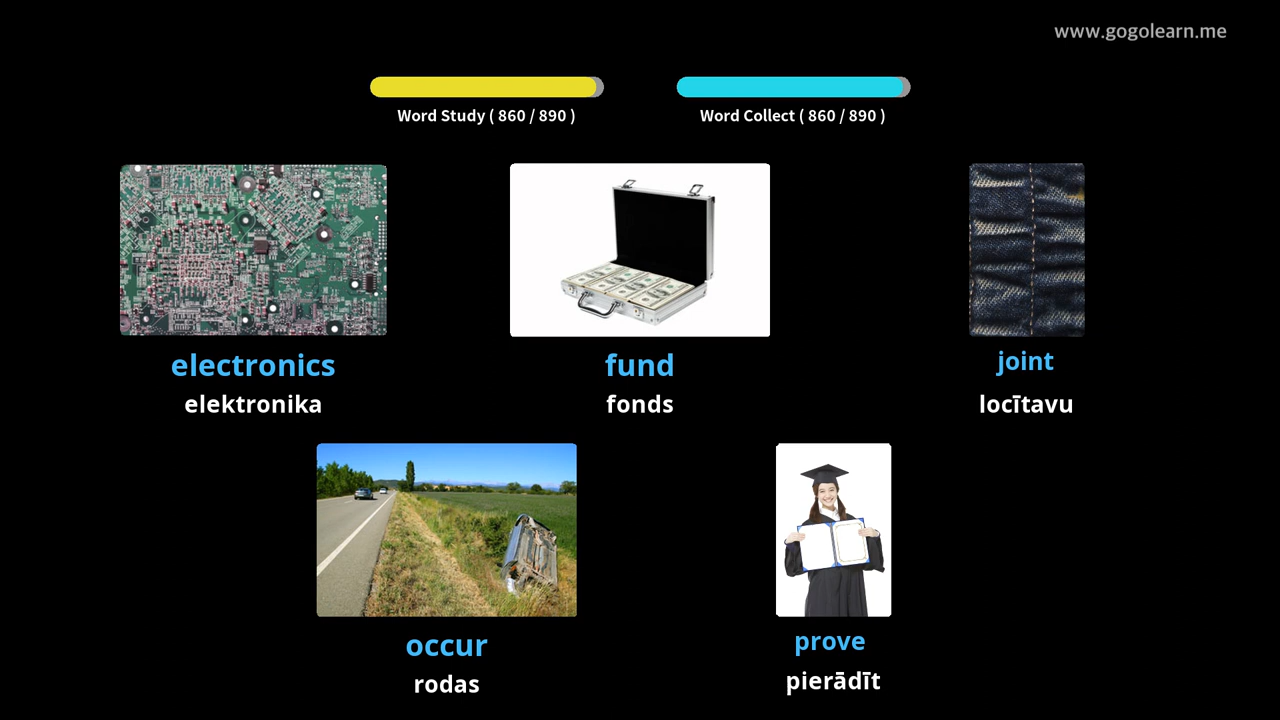 www.gogolearn.me
Word Study ( 860 / 890 )
Word Collect ( 860 / 890 )
electronics
elektronika
fund
fonds
joint
locītavu
occur
rodas
prove
pierādīt